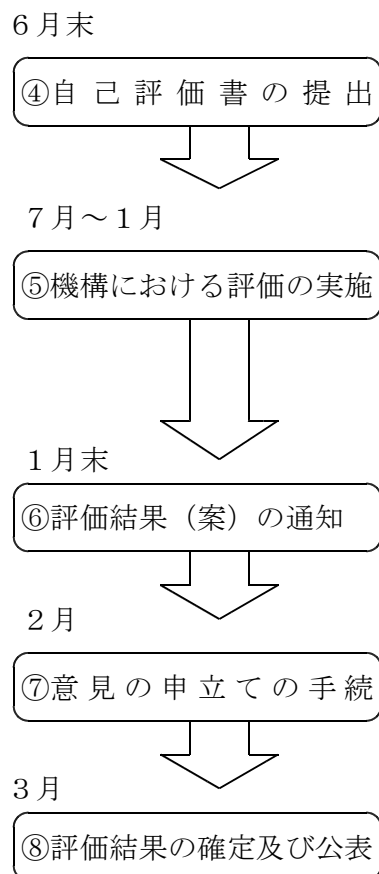 ６月末
④自己評価書の提出
７月～１月
⑤機構における評価の実施
１月末
⑥評価結果（案）の通知
２月
⑦意見の申立ての手続
３月
⑧評価結果の確定及び公表